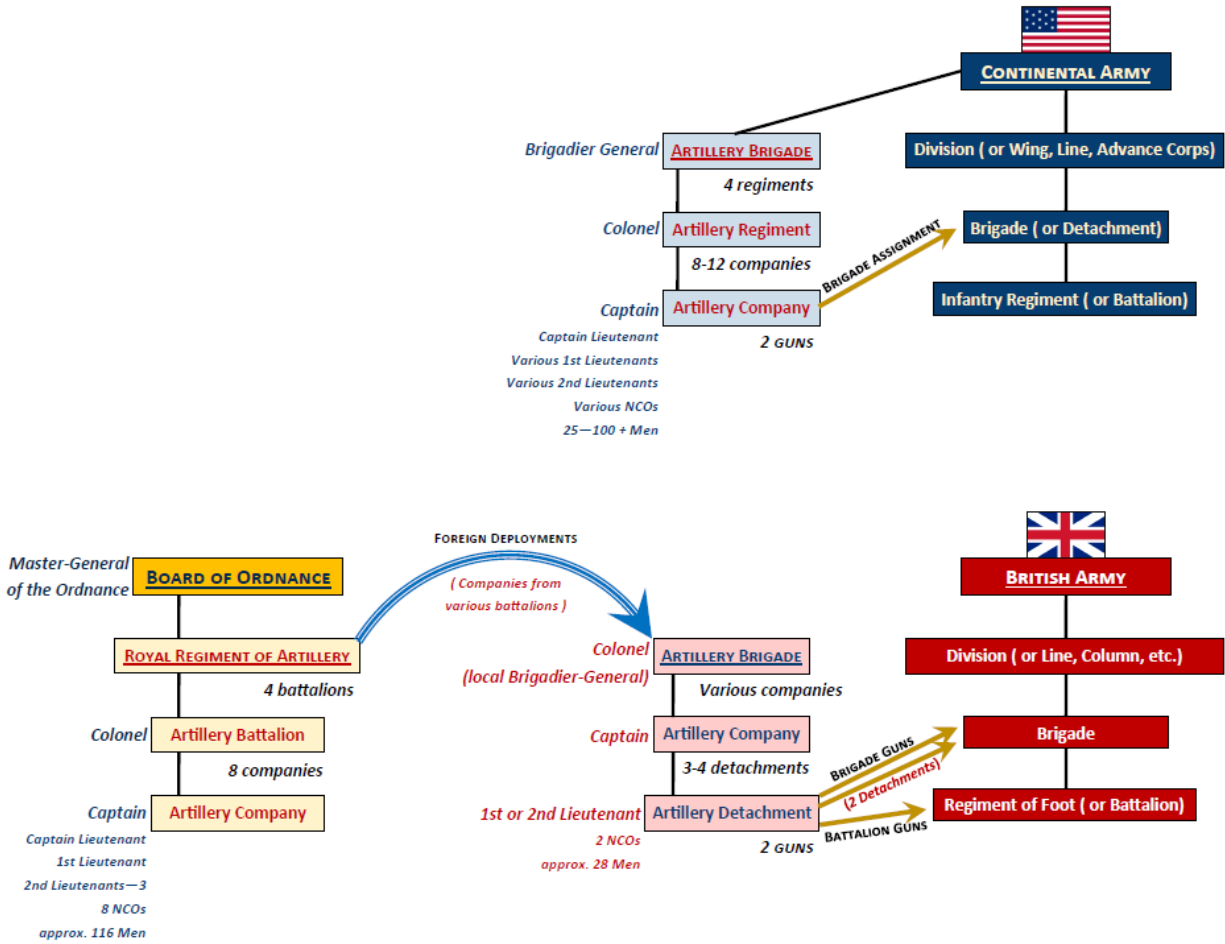 CONTINENTAL ARMY
Brigadier General
ARTILLERY BRIGADE
4 regiments
Division ( or Wing, Line, Advance Corps)
Colonel
Artillery Regiment
8-12 companies
BRIGADE ASSIGNMENT
Brigade ( or Detachment)
Captain
Artillery Company
2 GUNS
Infantry Regiment ( or Battalion)
Captain Lieutenant
Various 1st Lieutenants
Various 2nd Lieutenants
Various NCOs
25—100 + Men
Master-General
of the Ordnance
BOARD OF ORDNANCE
FOREIGN DEPLOYMENTS
( Companies from
various battalions )
BRITISH ARMY
ROYAL REGIMENT OF ARTILLERY
4 battalions
Colonel
(local Brigadier-General)
ARTILLERY BRIGADE
Various companies
Division ( or Line, Column, etc.)
Colonel
Artillery Battalion
8 companies
Captain
Artillery Company
3-4 detachments
BRIGADE GUNS
(2 Detachments)
Brigade
Captain
Artillery Company
1st or 2nd Lieutenant
Artillery Detachment
2 GUNS
BATTALION GUNS
Regiment of Foot ( or Battalion)
Captain Lieutenant
1st Lieutenant
2nd Lieutenants—3
8 NCOs
approx. 116 Men
2 NCOs
approx. 28 Men